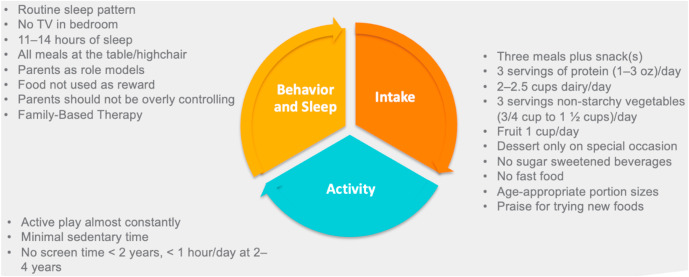 • Routine sleep pattern
• No TV in bedroom
• 11–14 hours of sleep
• All meals at the table/highchair
• Parents as role models
• Food not used as reward
• Parents should not be overly controlling
• Family-Based Therapy
Behavior
and Sleep
Intake
Activity
• Three meals plus snack(s)
• 3 servings of protein (1–3 oz)/day
• 2–2.5 cups dairy/day
• 3 servings non-starchy vegetables
(3/4 cup to 1 ½ cups)/day
• Fruit 1 cup/day
• Dessert only on special occasion
• No sugar sweetened beverages
• No fast food
• Age-appropriate portion sizes
• Praise for trying new foods
• Active play almost constantly
• Minimal sedentary time
• No screen time < 2 years, < 1 hour/day at 2–
4 years